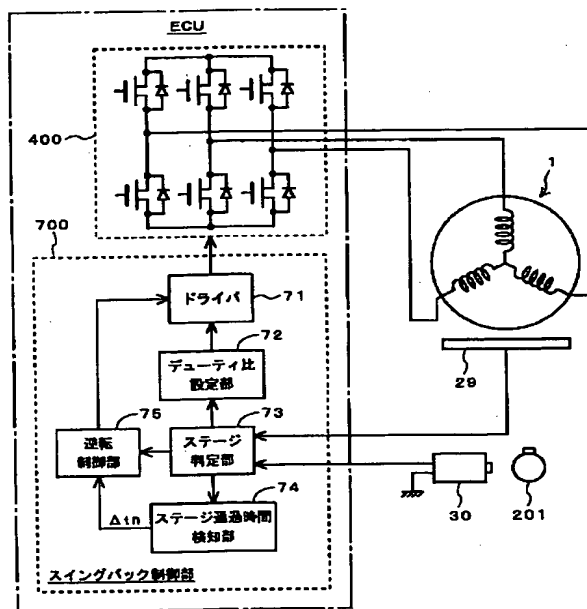 ECU
400
1
700
ドライバ
71
72
デューティ比
設定部
29
75
73
逆転
制御部
ステージ
判定部
74
30
201
Δtn
ステージ通過時間
検知部
スイングバック制御部